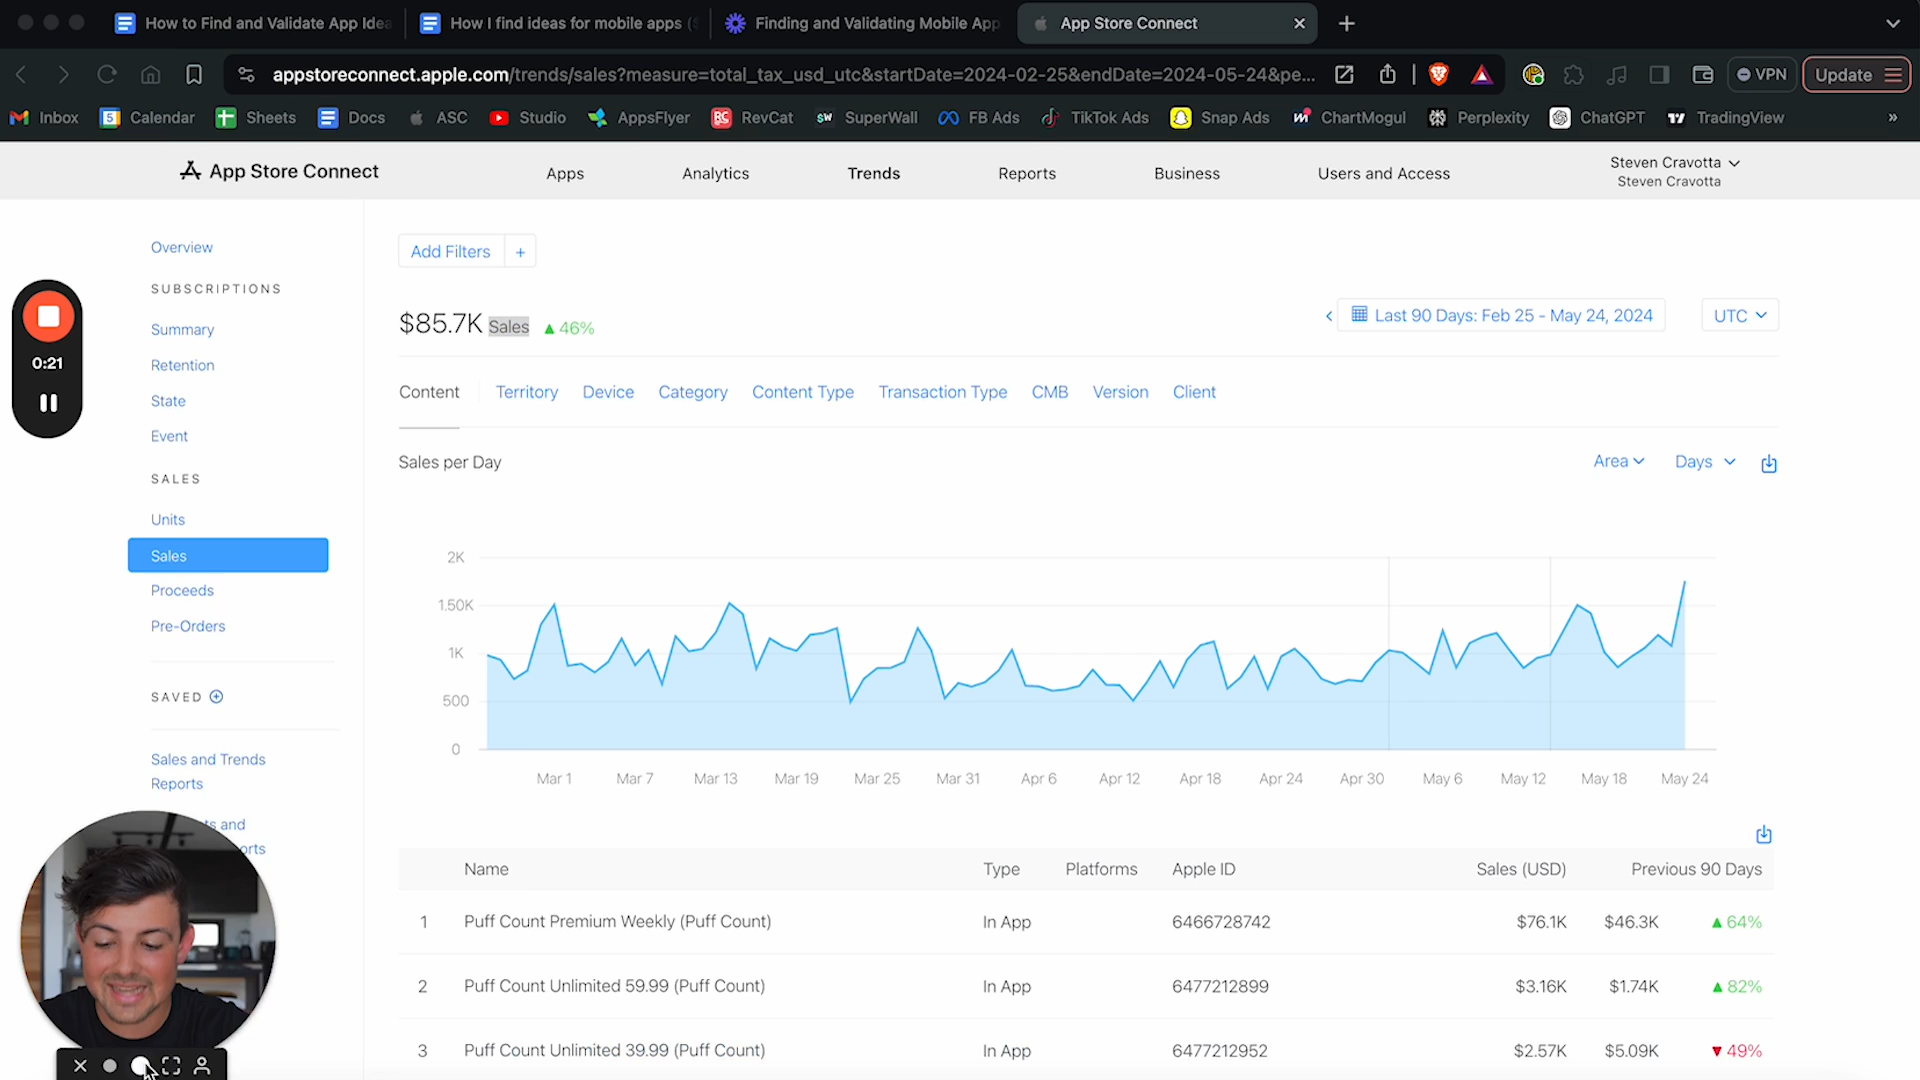 How to Find and Validate App Idea
How I find ideas for mobile apps (
Finding and Validating Mobile App
App Store Connect
appstoreconnect.apple.com/trends/sales?measure=total_tax_usd_utc&startDate=2024-02-25&endDate=2024-05-24&pe...
VPN
Update
Inbox
5
Calendar
Sheets
Docs
ASC
Studio
AppsFlyer
RC
RevCat
SW
SuperWall
FB Ads
TikTok Ads
Snap Ads
ChartMogul
Perplexity
ChatGPT
TradingView
»
App Store Connect
Apps
Analytics
Trends
Reports
Business
Users and Access
Steven Cravotta
Steven Cravotta
Overview
SUBSCRIPTIONS
Summary
Retention
State
Event
SALES
Units
Sales
Proceeds
Pre-Orders
SAVED
Sales and Trends
Reports
ts and
orts
0:21
Add Filters +
$85.7K Sales ▲ 46%
Last 90 Days: Feb 25 - May 24, 2024
UTC
Content Territory Device Category Content Type Transaction Type CMB Version Client
Sales per Day
Area
Days
2K
1.50K
1K
500
0
Mar 1 Mar 7 Mar 13 Mar 19 Mar 25 Mar 31 Apr 6 Apr 12 Apr 18 Apr 24 Apr 30 May 6 May 12 May 18 May 24
Name Type Platforms Apple ID Sales (USD) Previous 90 Days
1 Puff Count Premium Weekly (Puff Count) In App 6466728742 $76.1K $46.3K ▲ 64%
2 Puff Count Unlimited 59.99 (Puff Count) In App 6477212899 $3.16K $1.74K ▲ 82%
3 Puff Count Unlimited 39.99 (Puff Count) In App 6477212952 $2.57K $5.09K ▼ 49%